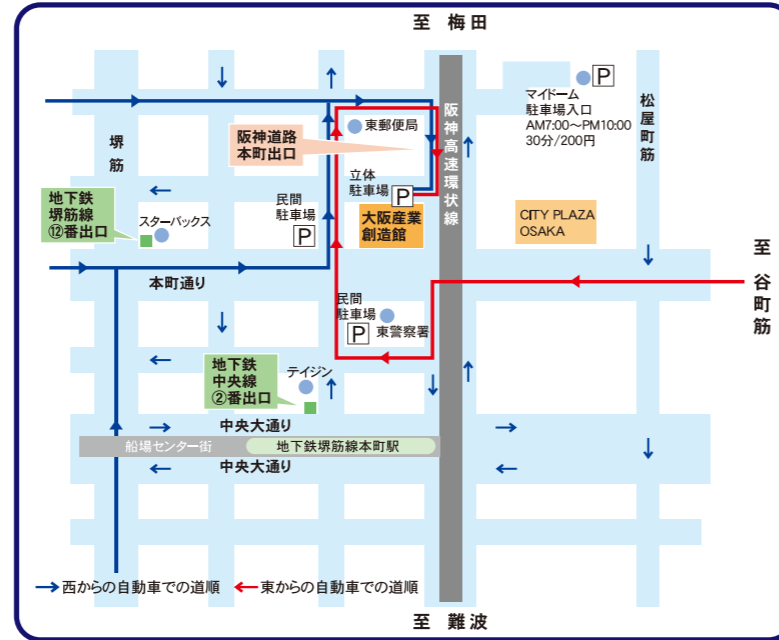 至 梅田
阪神高速環状線
マイドーム
駐車場入口
AM7:00〜PM10:00
30分/200円
P
松屋町筋
堺筋
東郵便局
阪神道路
本町出口
立体
駐車場
P
大阪産業
創造館
地下鉄
堺筋線
⑫番出口
スターバックス
民間
駐車場
P
CITY PLAZA
OSAKA
本町通り
至 谷町筋
民間
駐車場
P
東警察署
地下鉄
中央線
②番出口
テイジン
中央大通り
船場センター街
地下鉄堺筋線本町駅
中央大通り
西からの自動車での道順
東からの自動車での道順
至 難波